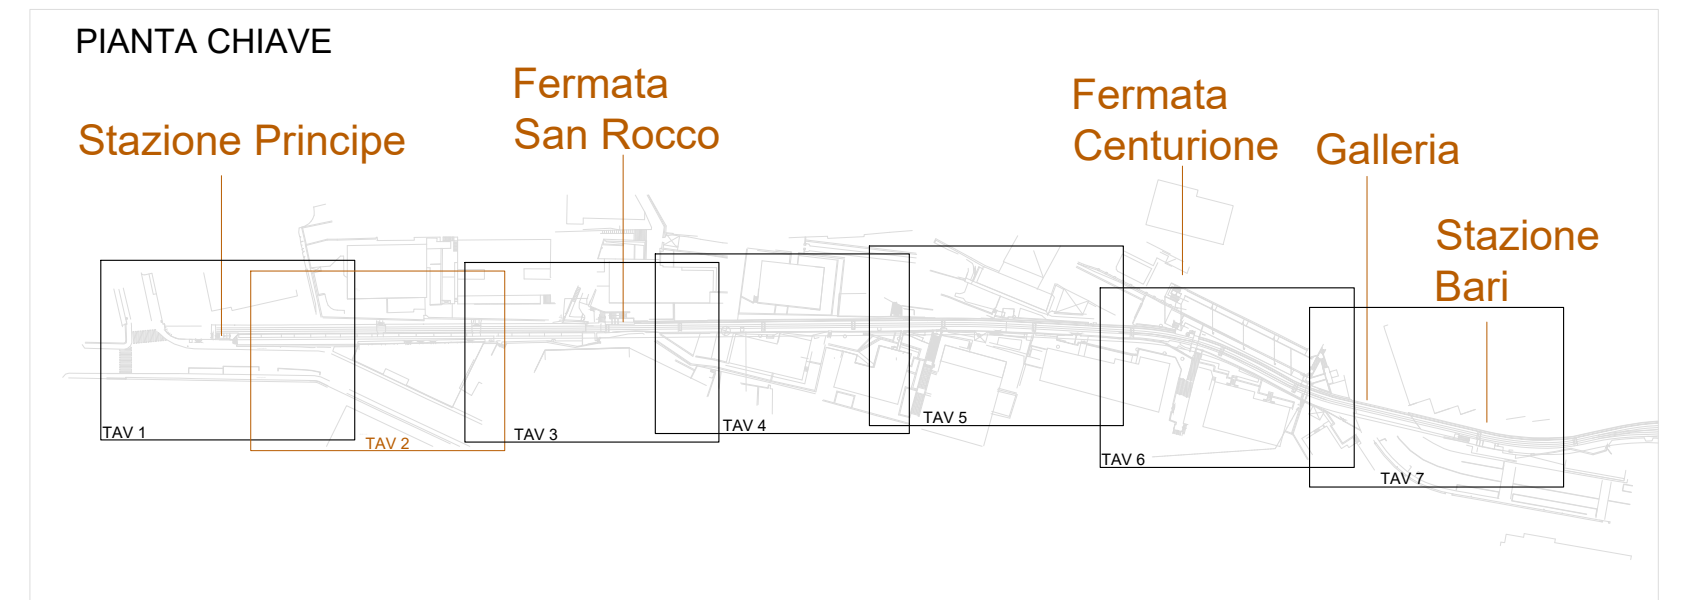 PIANTA CHIAVE
Fermata
San Rocco
Fermata
Centurione
Stazione Principe
Galleria
Stazione
Bari
TAV 1
TAV 2
TAV 3
TAV 4
TAV 5
TAV 6
TAV 7